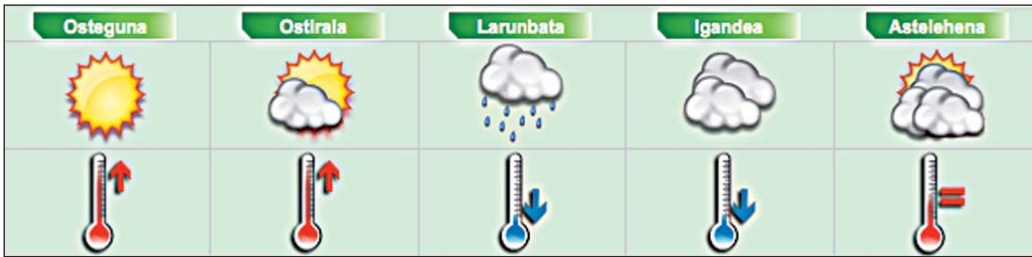 Osteguna
Ostirala
Larunbata
Igandea
Astelehena